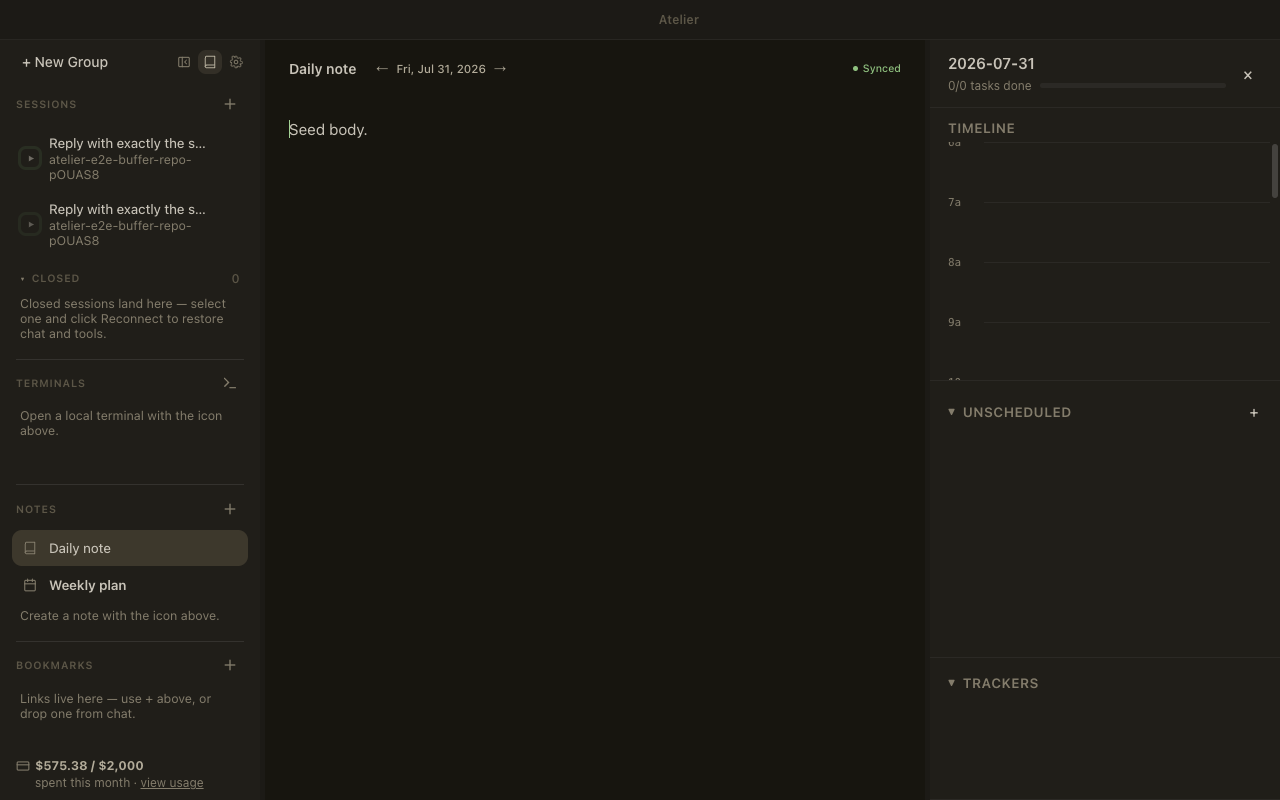 Atelier
+ New Group
SESSIONS
Reply with exactly the s...
atelier-e2e-buffer-repo-
pOUAS8
Reply with exactly the s...
atelier-e2e-buffer-repo-
pOUAS8
CLOSED 0
Closed sessions land here — select
one and click Reconnect to restore
chat and tools.
TERMINALS
Open a local terminal with the icon
above.
NOTES
Daily note
Weekly plan
Create a note with the icon above.
BOOKMARKS
Links live here — use + above, or
drop one from chat.
$575.38 / $2,000
spent this month · view usage
Daily note ← Fri, Jul 31, 2026 →
Synced
Seed body.
2026-07-31
0/0 tasks done
TIMELINE
6a
7a
8a
9a
UNSCHEDULED +
TRACKERS